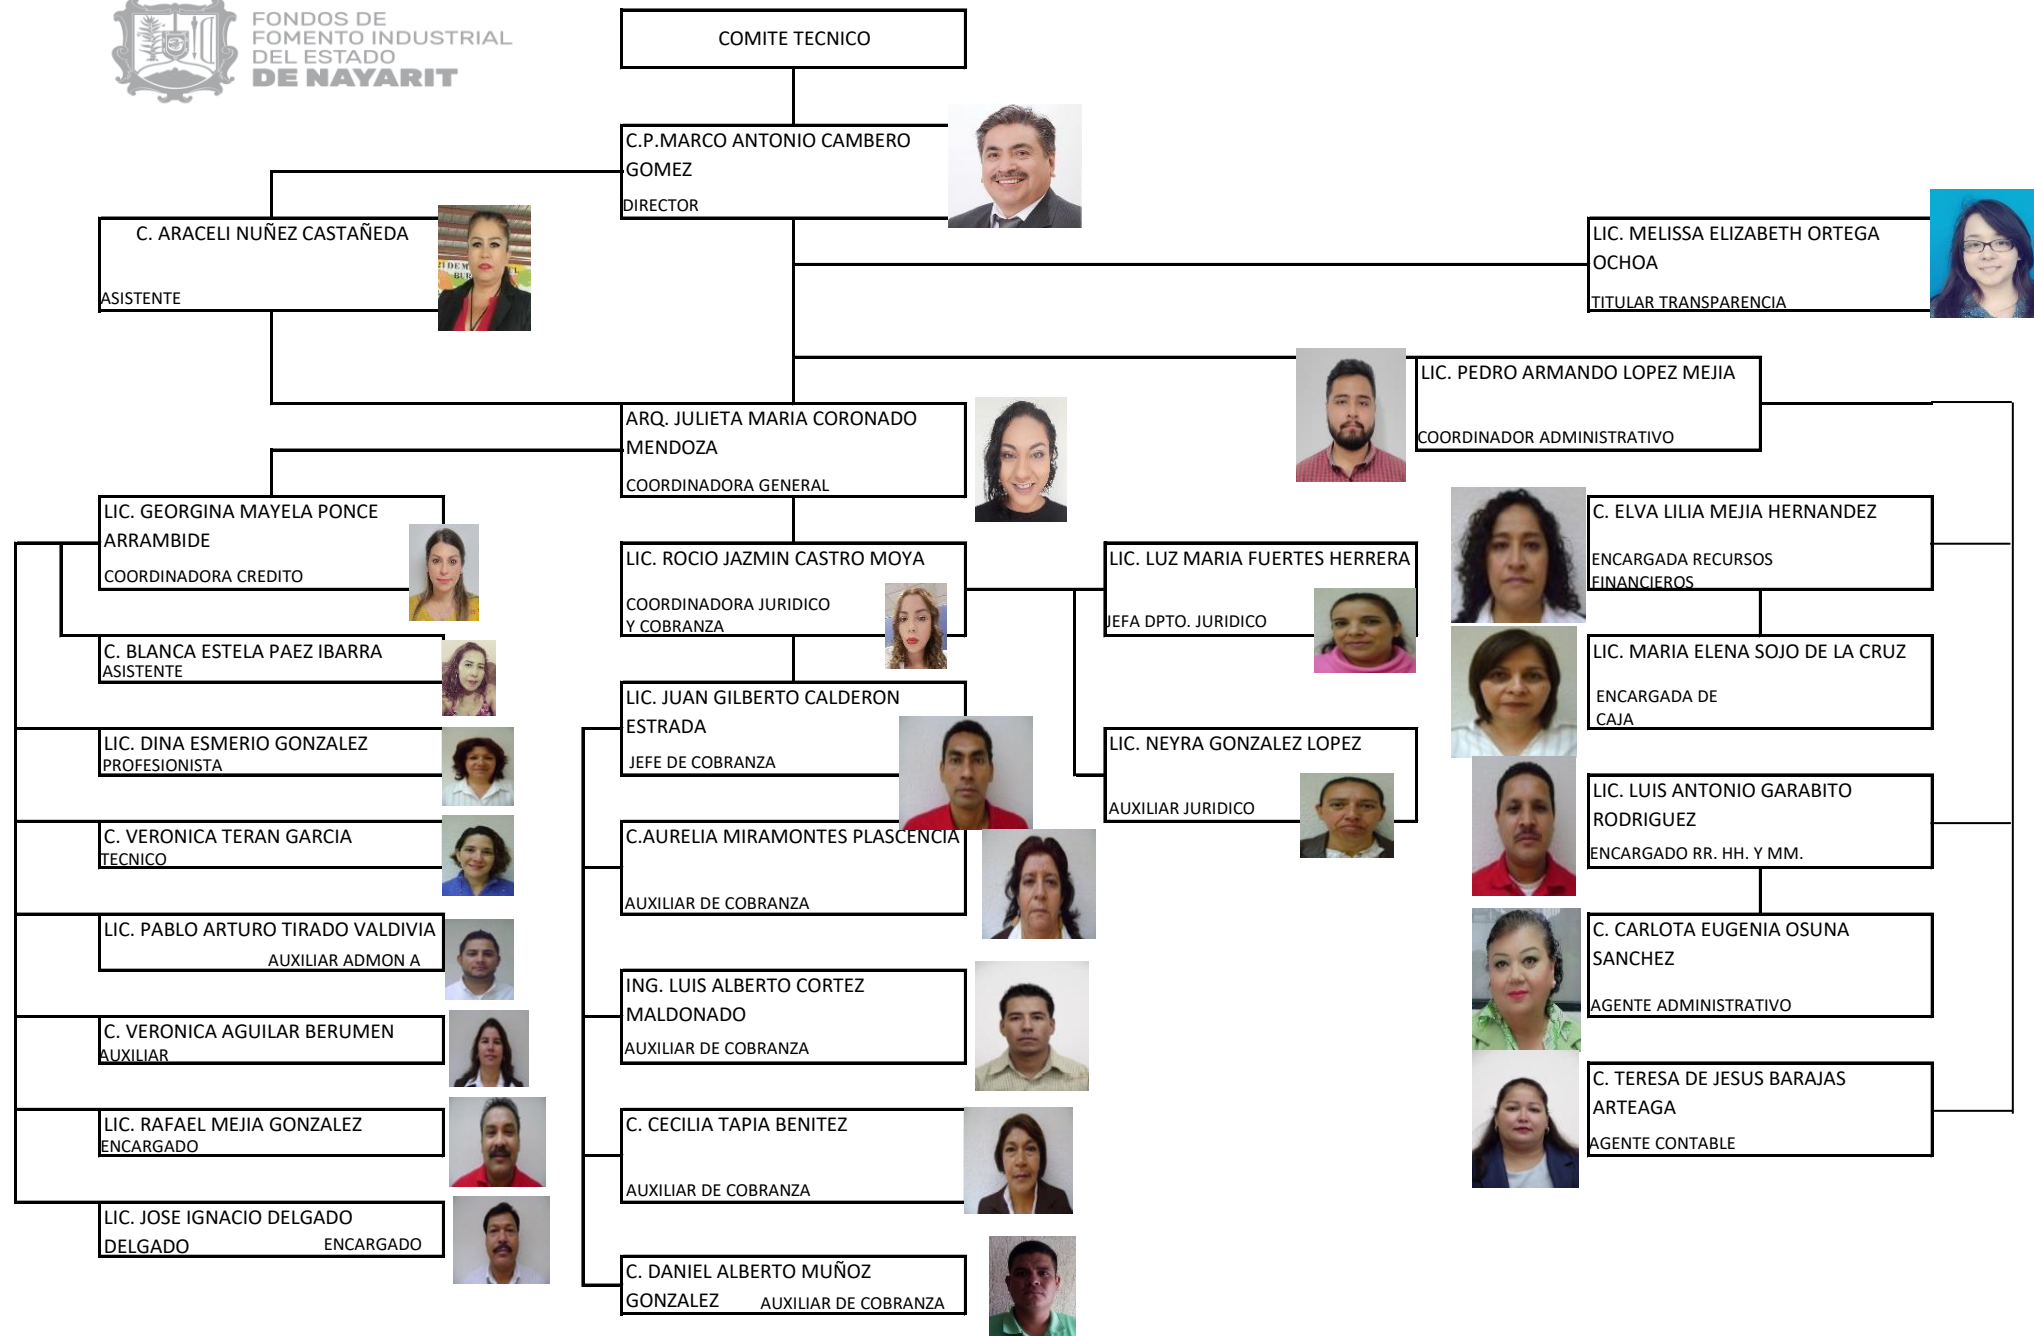 FONDOS DE
FOMENTO INDUSTRIAL
DEL ESTADO
DE NAYARIT
COMITE TECNICO
C.P.MARCO ANTONIO CAMBERO
GOMEZ
DIRECTOR
C. ARACELI NUÑEZ CASTAÑEDA
ASISTENTE
LIC. MELISSA ELIZABETH ORTEGA
OCHOA
TITULAR TRANSPARENCIA
LIC. PEDRO ARMANDO LOPEZ MEJIA
COORDINADOR ADMINISTRATIVO
ARQ. JULIETA MARIA CORONADO
MENDOZA
COORDINADORA GENERAL
LIC. GEORGINA MAYELA PONCE
ARRAMBIDE
COORDINADORA CREDITO
C. BLANCA ESTELA PAEZ IBARRA
ASISTENTE
LIC. DINA ESMERIO GONZALEZ
PROFESIONISTA
C. VERONICA TERAN GARCIA
TECNICO
LIC. PABLO ARTURO TIRADO VALDIVIA
AUXILIAR ADMON A
C. VERONICA AGUILAR BERUMEN
AUXILIAR
LIC. RAFAEL MEJIA GONZALEZ
ENCARGADO
LIC. JOSE IGNACIO DELGADO
DELGADO ENCARGADO
LIC. ROCIO JAZMIN CASTRO MOYA
COORDINADORA JURIDICO
Y COBRANZA
LIC. JUAN GILBERTO CALDERON
ESTRADA
JEFE DE COBRANZA
C.AURELIA MIRAMONTES PLASCENCIA
AUXILIAR DE COBRANZA
ING. LUIS ALBERTO CORTEZ
MALDONADO
AUXILIAR DE COBRANZA
C. CECILIA TAPIA BENITEZ
AUXILIAR DE COBRANZA
C. DANIEL ALBERTO MUÑOZ
GONZALEZ AUXILIAR DE COBRANZA
LIC. LUZ MARIA FUERTES HERRERA
JEFA DPTO. JURIDICO
LIC. NEYRA GONZALEZ LOPEZ
AUXILIAR JURIDICO
C. ELVA LILIA MEJIA HERNANDEZ
ENCARGADA RECURSOS
FINANCIEROS
LIC. MARIA ELENA SOJO DE LA CRUZ
ENCARGADA DE
CAJA
LIC. LUIS ANTONIO GARABITO
RODRIGUEZ
ENCARGADO RR. HH. Y MM.
C. CARLOTA EUGENIA OSUNA
SANCHEZ
AGENTE ADMINISTRATIVO
C. TERESA DE JESUS BARAJAS
ARTEAGA
AGENTE CONTABLE